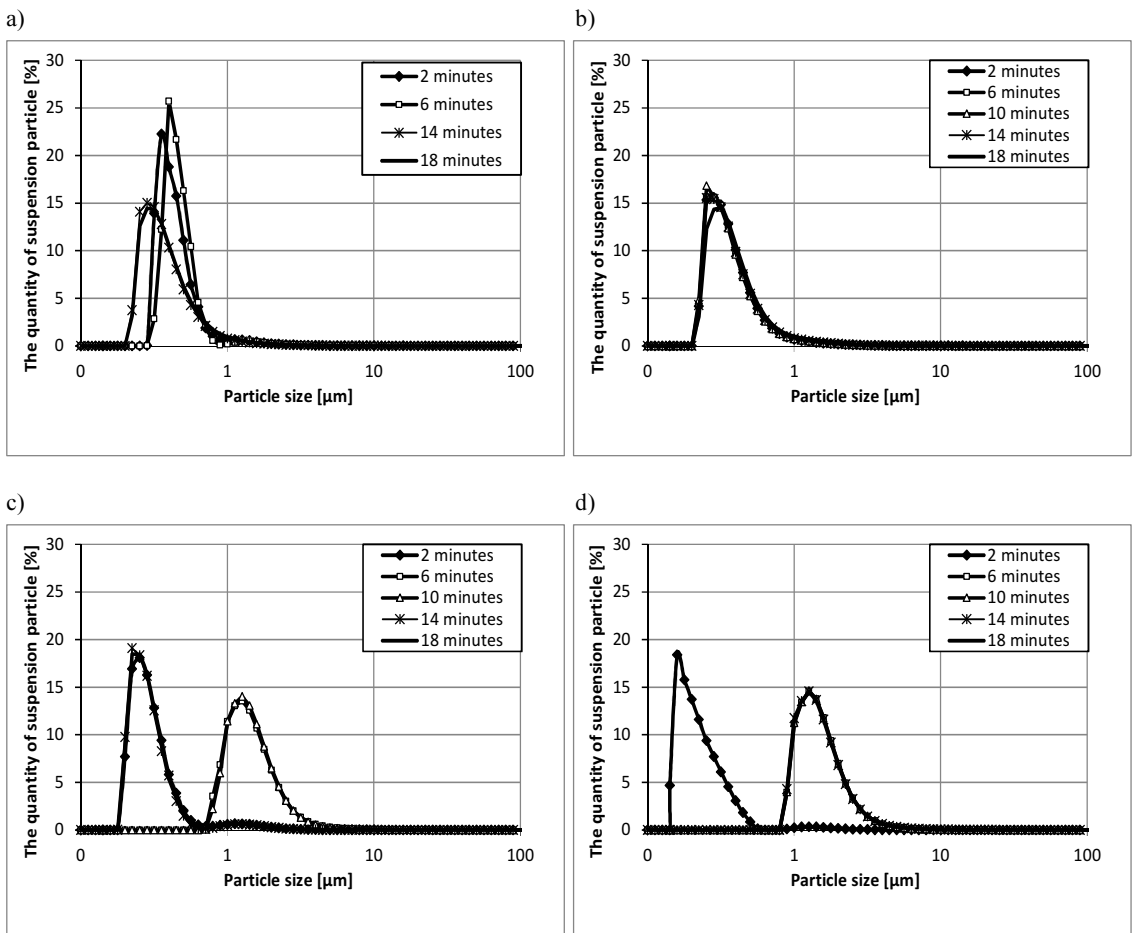 a)
The quantity of suspension particle [%]
30
25
20
15
10
5
0
0 1 10 100
Particle size [µm]
2 minutes
6 minutes
14 minutes
18 minutes
b)
The quantity of suspension particle [%]
30
25
20
15
10
5
0
0 1 10 100
Particle size [µm]
2 minutes
6 minutes
10 minutes
14 minutes
18 minutes
c)
The quantity of suspension particle [%]
30
25
20
15
10
5
0
0 1 10 100
Particle size [µm]
2 minutes
6 minutes
10 minutes
14 minutes
18 minutes
d)
The quantity of suspension particle [%]
30
25
20
15
10
5
0
0 1 10 100
Particle size [µm]
2 minutes
6 minutes
10 minutes
14 minutes
18 minutes